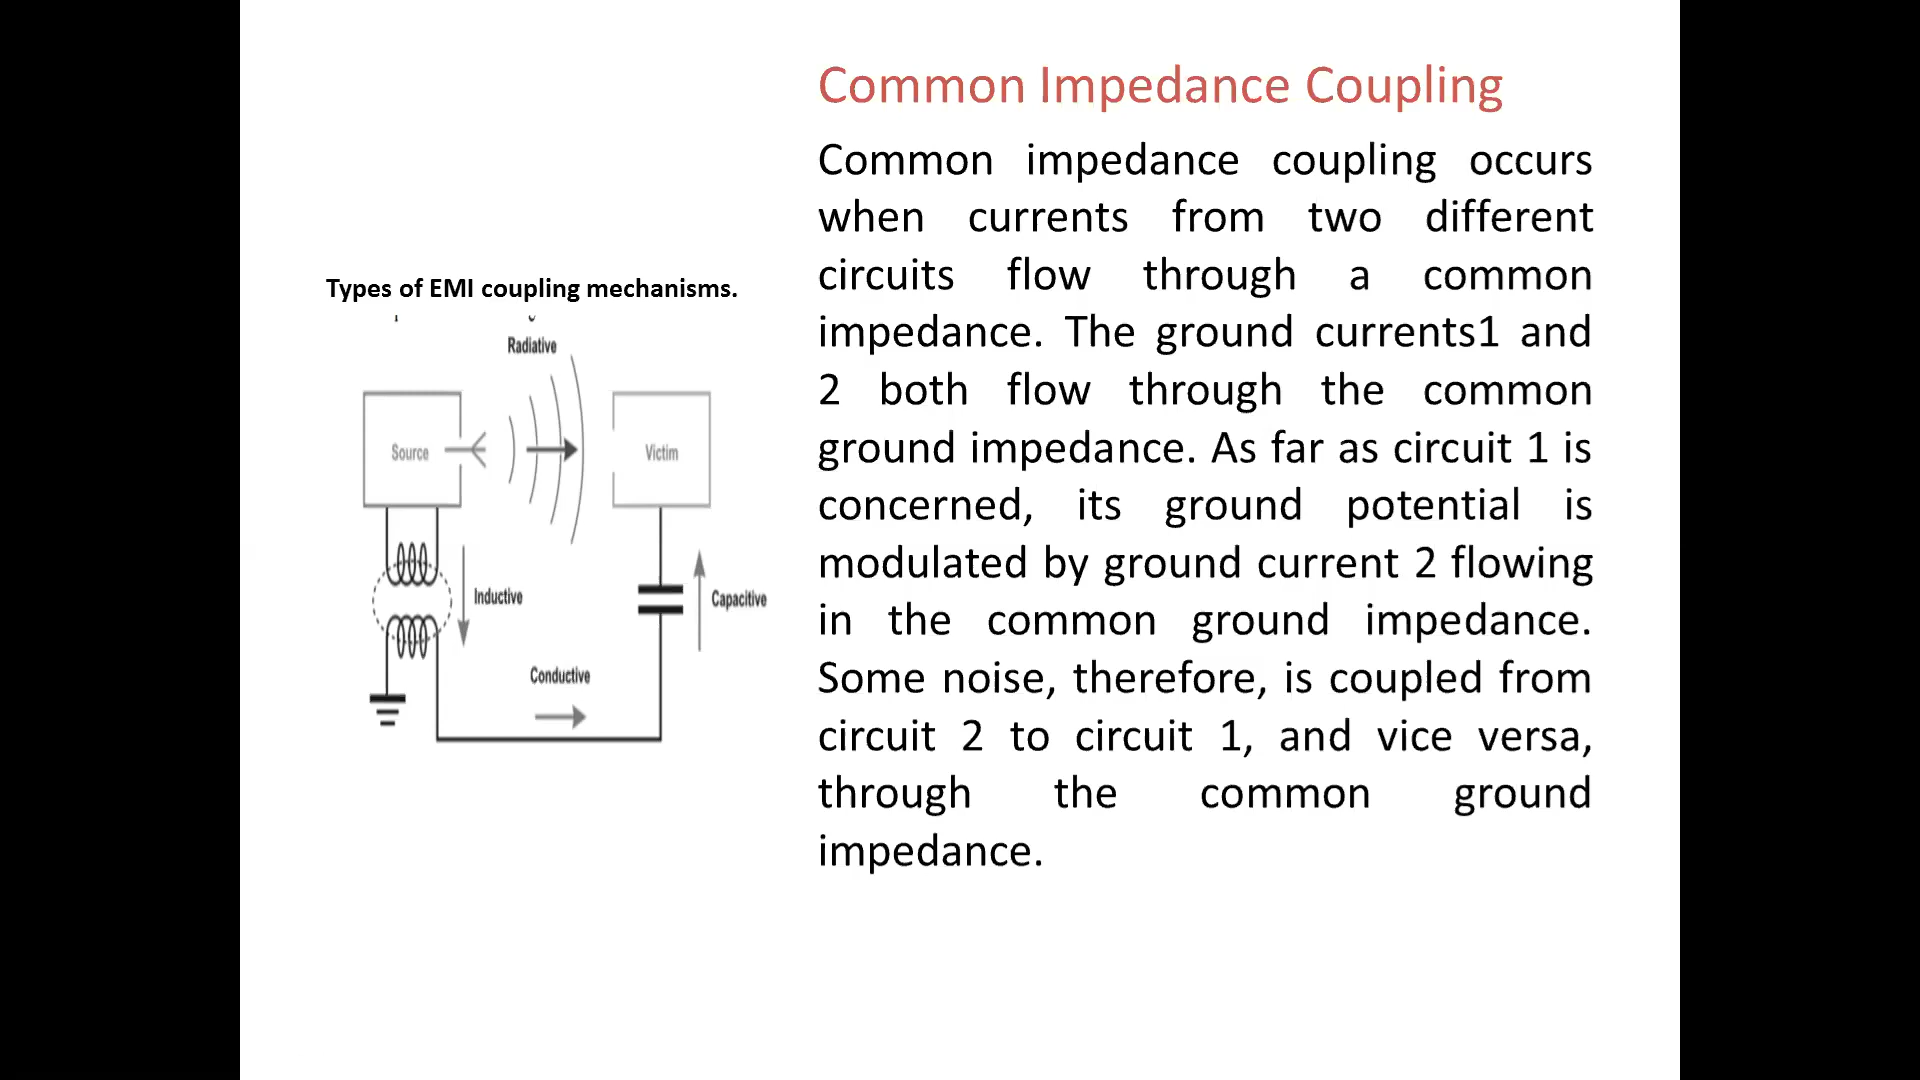 Common Impedance Coupling
Common impedance coupling occurs
when currents from two different
circuits flow through a common
impedance. The ground currents1 and
2 both flow through the common
ground impedance. As far as circuit 1 is
concerned, its ground potential is
modulated by ground current 2 flowing
in the common ground impedance.
Some noise, therefore, is coupled from
circuit 2 to circuit 1, and vice versa,
through the common ground
impedance.
Types of EMI coupling mechanisms.
Radiative
Source
Victim
Inductive
Capacitive
Conductive